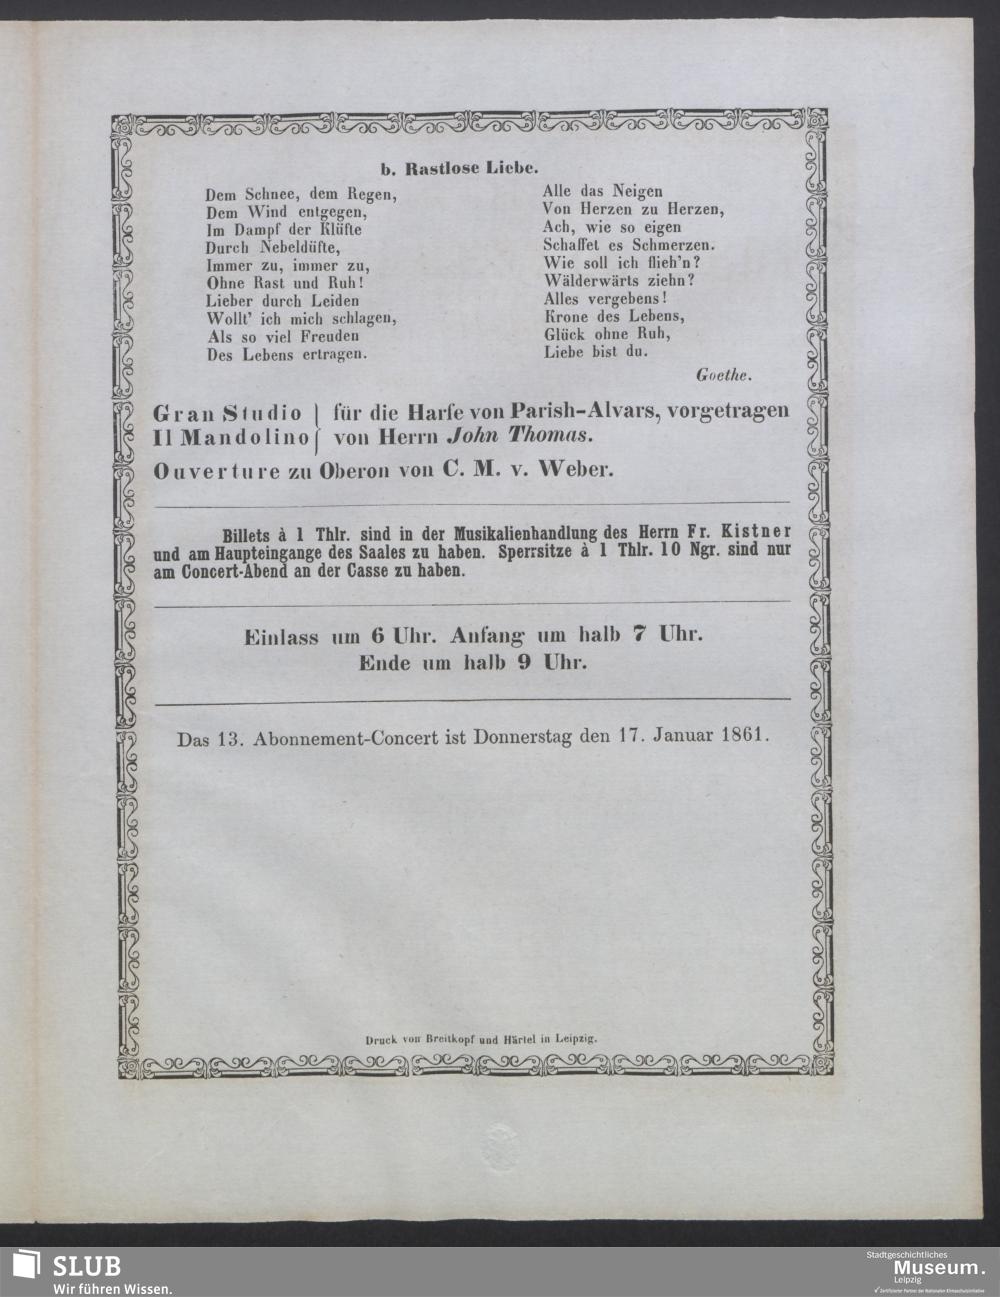 b. Rastlose Liebe.
Dem Schnee, dem Regen,
Dem Wind entgegen,
Im Dampf der Klüfte
Durch Nebeldüfte,
Immer zu, immer zu,
Ohne Rast und Ruh!
Lieber durch Leiden
Wollt' ich mich schlagen,
Als so viel Freuden
Des Lebens ertragen.
Alle das Neigen
Von Herzen zu Herzen,
Ach, wie so eigen
Schaffet es Schmerzen.
Wie soll ich flieh'n?
Wälderwärts ziehn?
Alles vergebens!
Krone des Lebens,
Glück ohne Ruh,
Liebe bist du.
Goethe.
Gran Studio } für die Harfe von Parish-Alvars, vorgetragen
Il Mandolino } von Herrn John Thomas.
Ouverture zu Oberon von C. M. v. Weber.
Billets à 1 Thlr. sind in der Musikalienhandlung des Herrn Fr. Kistner
und am Haupteingange des Saales zu haben. Sperrsitze à 1 Thlr. 10 Ngr. sind nur
am Concert-Abend an der Casse zu haben.
Einlass um 6 Uhr. Anfang um halb 7 Uhr.
Ende um halb 9 Uhr.
Das 13. Abonnement-Concert ist Donnerstag den 17. Januar 1861.
Druck von Breitkopf und Härtel in Leipzig.
SLUB
Wir führen Wissen.
Stadtgeschichtliches
Museum.
Leipzig
Zertifizierter Partner der Nationalen Klimaschutzinitiative